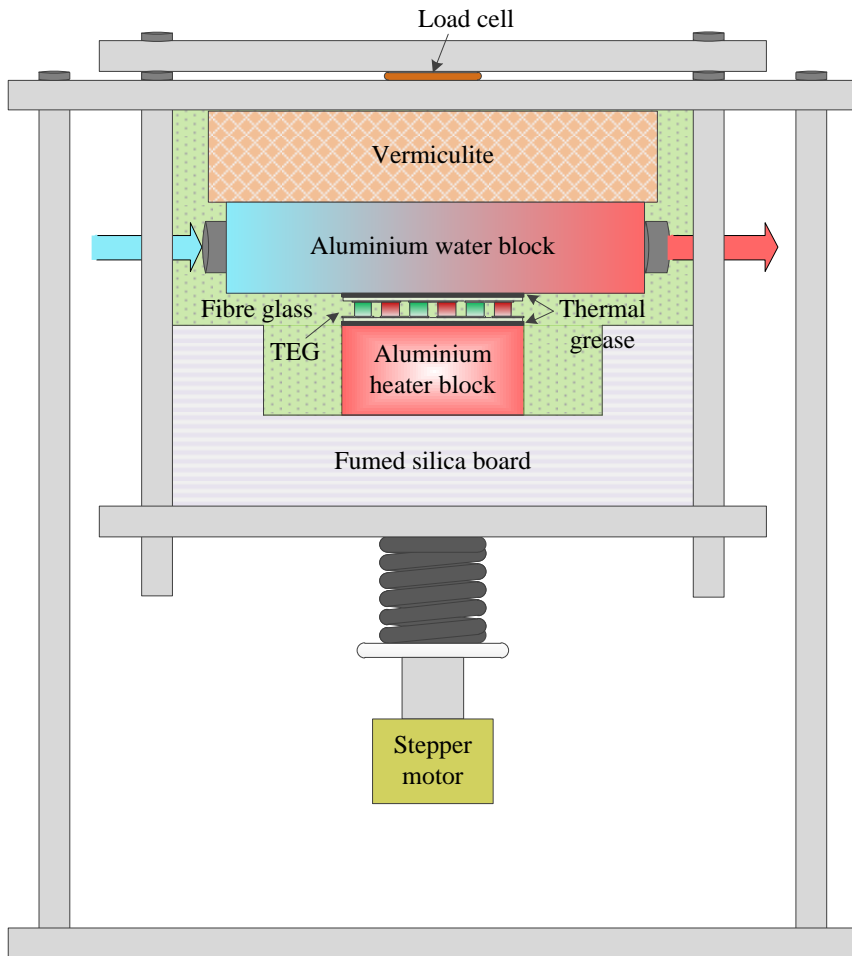 Load cell
Vermiculite
Aluminium water block
Fibre glass
Thermal
grease
TEG
Aluminium
heater block
Fumed silica board
Stepper
motor